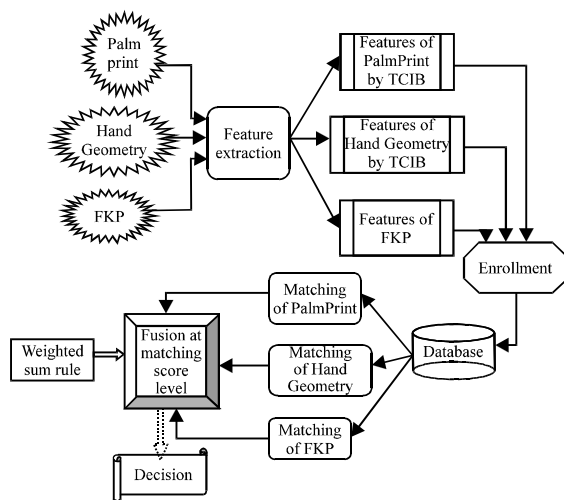 Palm
print
Hand
Geometry
FKP
Feature
extraction
Features of
PalmPrint
by TCIB
Features of
Hand Geometry
by TCIB
Features of
FKP
Enrollment
Database
Matching
of PalmPrint
Matching
of Hand
Geometry
Matching
of FKP
Fusion at
matching
score
level
Weighted
sum rule
Decision